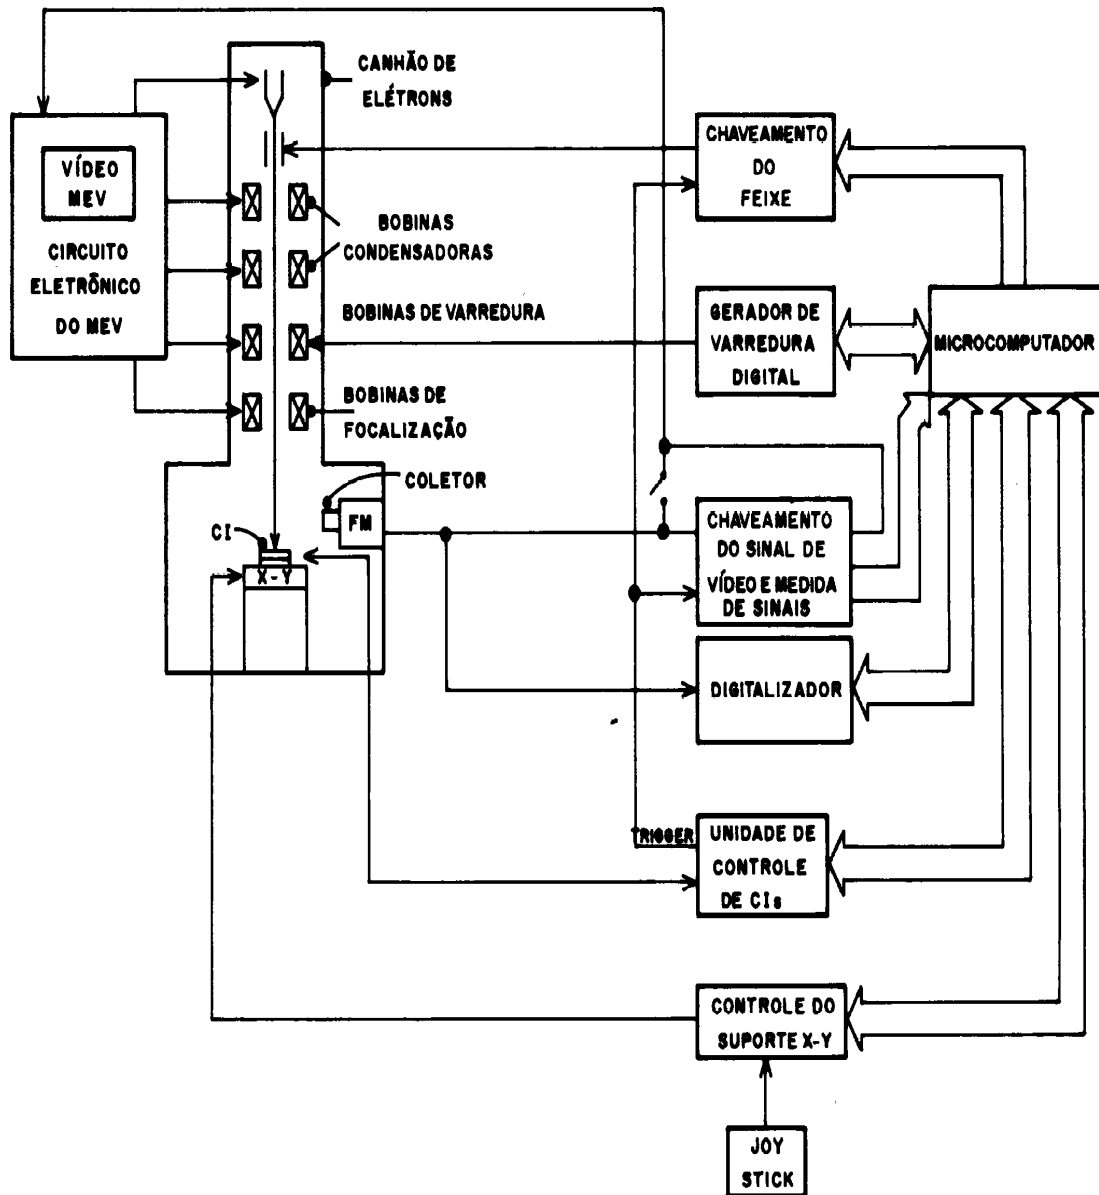 CANHÃO DE
ELÉTRONS
VÍDEO
MEV
CIRCUITO
ELETRÔNICO
DO MEV
BOBINAS
CONDENSADORAS
BOBINAS DE VARREDURA
BOBINAS DE
FOCALIZAÇÃO
COLETOR
FM
CI
X-Y
CHAVEAMENTO
DO
FEIXE
GERADOR DE
VARREDURA
DIGITAL
MICROCOMPUTADOR
CHAVEAMENTO
DO SINAL DE
VÍDEO E MEDIDA
DE SINAIS
DIGITALIZADOR
TRIGGER
UNIDADE DE
CONTROLE
DE CIs
CONTROLE DO
SUPORTE X-Y
JOY
STICK